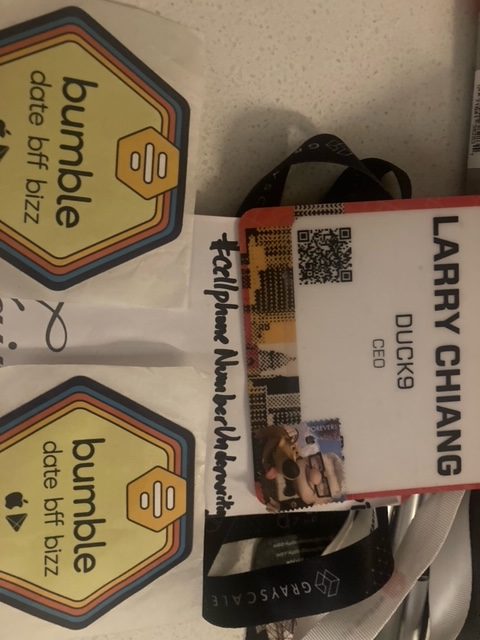 bumble
date bff bizz
bumble
date bff bizz
#cellphoneNumberUnderwriting
LARRY CHIANG
DUCK9
CEO
FOREVER
GRAYSCALE